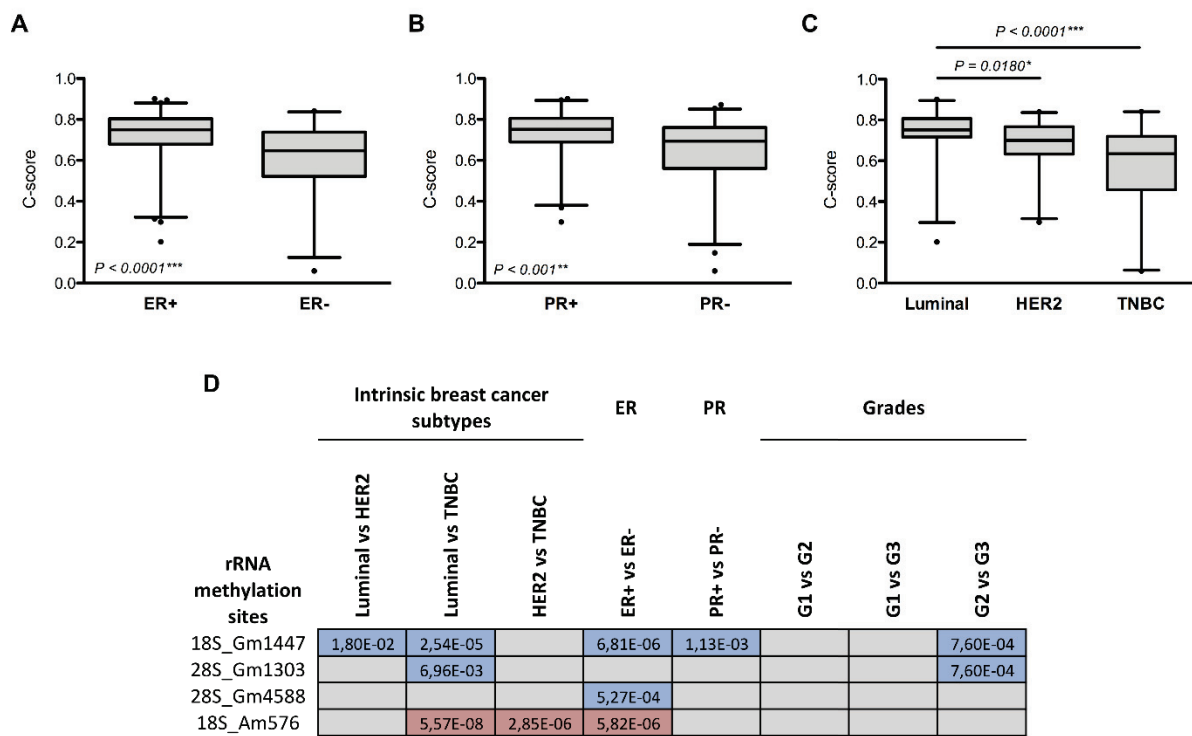 A
1.0
0.8
0.6
0.4
0.2
0.0
C-score
P < 0.0001***
ER+ ER-
B
1.0
0.8
0.6
0.4
0.2
0.0
C-score
P < 0.001**
PR+ PR-
C
P < 0.0001***
P = 0.0180*
1.0
0.8
0.6
0.4
0.2
0.0
C-score
Luminal HER2 TNBC
D
Intrinsic breast cancer
subtypes
ER
PR
Grades
rRNA
methylation
sites
Luminal vs HER2
Luminal vs TNBC
HER2 vs TNBC
ER+ vs ER-
PR+ vs PR-
G1 vs G2
G1 vs G3
G2 vs G3
18S_Gm1447 1,80E-02 2,54E-05 6,81E-06 1,13E-03 7,60E-04
28S_Gm1303 6,96E-03 7,60E-04
28S_Gm4588 5,27E-04
18S_Am576 5,57E-08 2,85E-06 5,82E-06